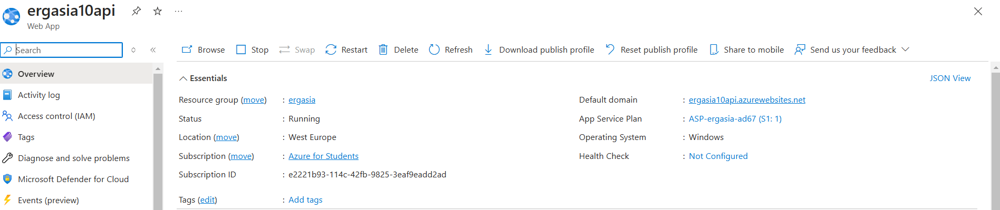 ergasia10api
Web App
Search
Browse Stop Swap Restart Delete Refresh Download publish profile Reset publish profile Share to mobile Send us your feedback
Overview
Activity log
Access control (IAM)
Tags
Diagnose and solve problems
Microsoft Defender for Cloud
Events (preview)
Essentials
JSON View
Resource group (move) : ergasia
Status : Running
Location (move) : West Europe
Subscription (move) : Azure for Students
Subscription ID : e2221b93-114c-42fb-9825-3eaf9eadd2ad
Tags (edit) : Add tags
Default domain : ergasia10api.azurewebsites.net
App Service Plan : ASP-ergasia-ad67 (S1: 1)
Operating System : Windows
Health Check : Not Configured